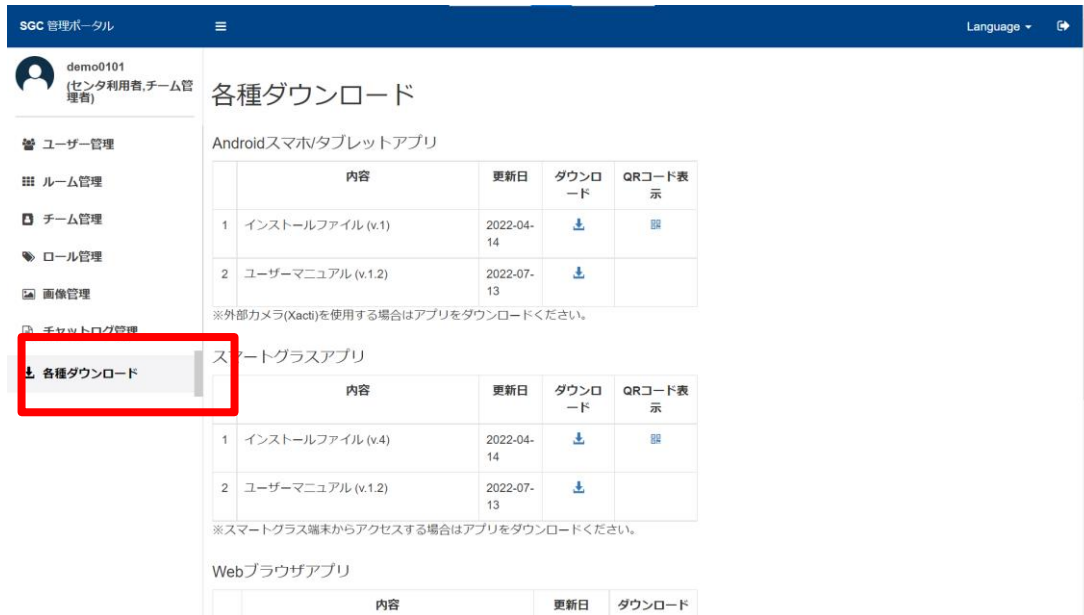 SGC 管理ポータル
Language
demo0101
(センタ利用者,チーム管
理者)
ユーザー管理
ルーム管理
チーム管理
ロール管理
画像管理
チャットログ管理
各種ダウンロード
各種ダウンロード
Androidスマホ/タブレットアプリ
内容 更新日 ダウンロ
ード QRコード表
示
1 インストールファイル (v.1) 2022-04-
14
2 ユーザーマニュアル (v.1.2) 2022-07-
13
※外部カメラ(Xacti)を使用する場合はアプリをダウンロードください。
スマートグラスアプリ
内容 更新日 ダウンロ
ード QRコード表
示
1 インストールファイル (v.4) 2022-04-
14
2 ユーザーマニュアル (v.1.2) 2022-07-
13
※スマートグラス端末からアクセスする場合はアプリをダウンロードください。
Webブラウザアプリ
内容 更新日 ダウンロード